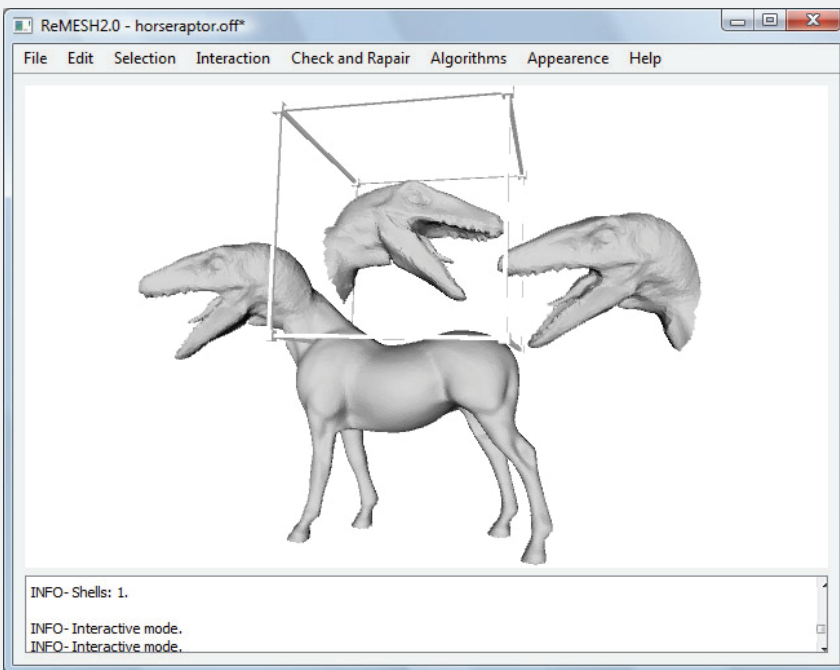 ReMESH2.0 - horseraptor.off*
File Edit Selection Interaction Check and Rapair Algorithms Appearence Help
INFO- Shells: 1.
INFO- Interactive mode.
INFO- Interactive mode.